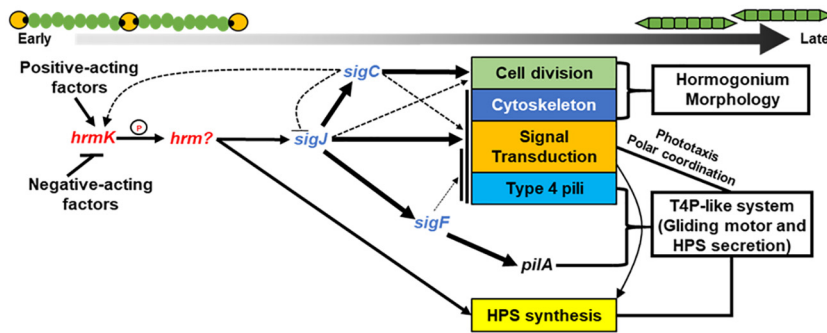 Early
Late
Positive-acting
factors
hrmK
P
hrm?
Negative-acting
factors
sigC
sigJ
sigF
pilA
Cell division
Cytoskeleton
Signal
Transduction
Type 4 pili
HPS synthesis
Hormogonium
Morphology
Phototaxis
Polar coordination
T4P-like system
(Gliding motor and
HPS secretion)